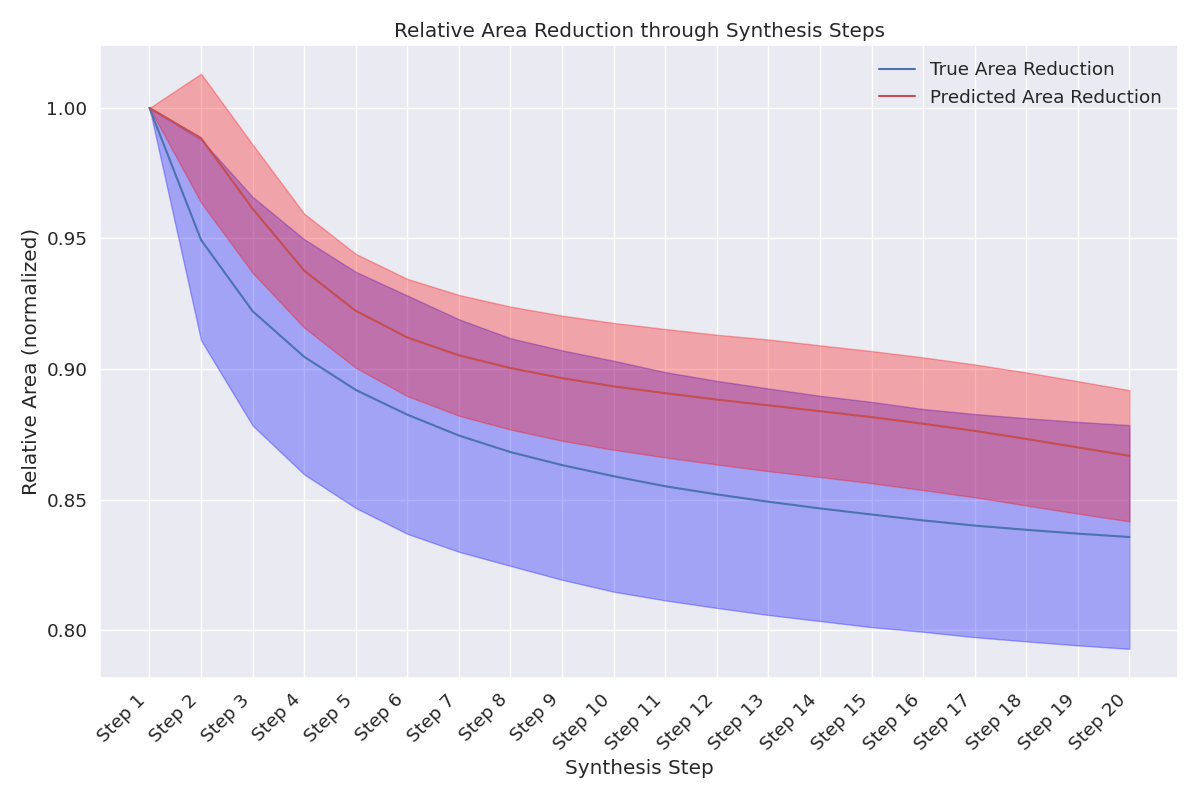 Relative Area Reduction through Synthesis Steps
True Area Reduction
Predicted Area Reduction
Relative Area (normalized)
1.00
0.95
0.90
0.85
0.80
Step 1
Step 2
Step 3
Step 4
Step 5
Step 6
Step 7
Step 8
Step 9
Step 10
Step 11
Step 12
Step 13
Step 14
Step 15
Step 16
Step 17
Step 18
Step 19
Step 20
Synthesis Step